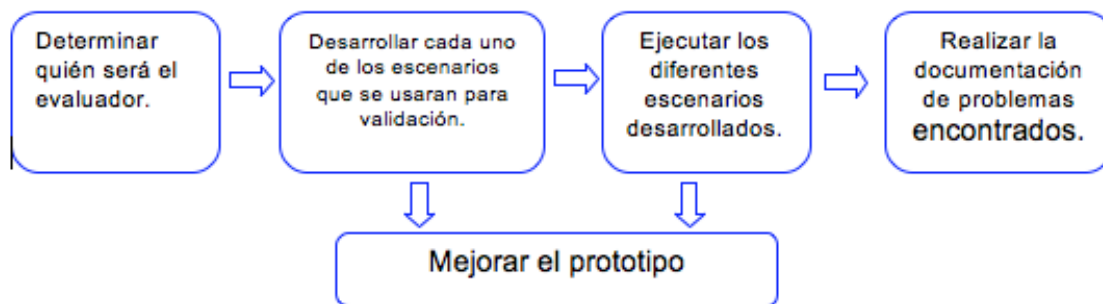 Determinar
quién será el
evaluador.
Desarrollar cada uno
de los escenarios
que se usaran para
validación.
Ejecutar los
diferentes
escenarios
desarrollados.
Realizar la
documentación
de problemas
encontrados.
Mejorar el prototipo